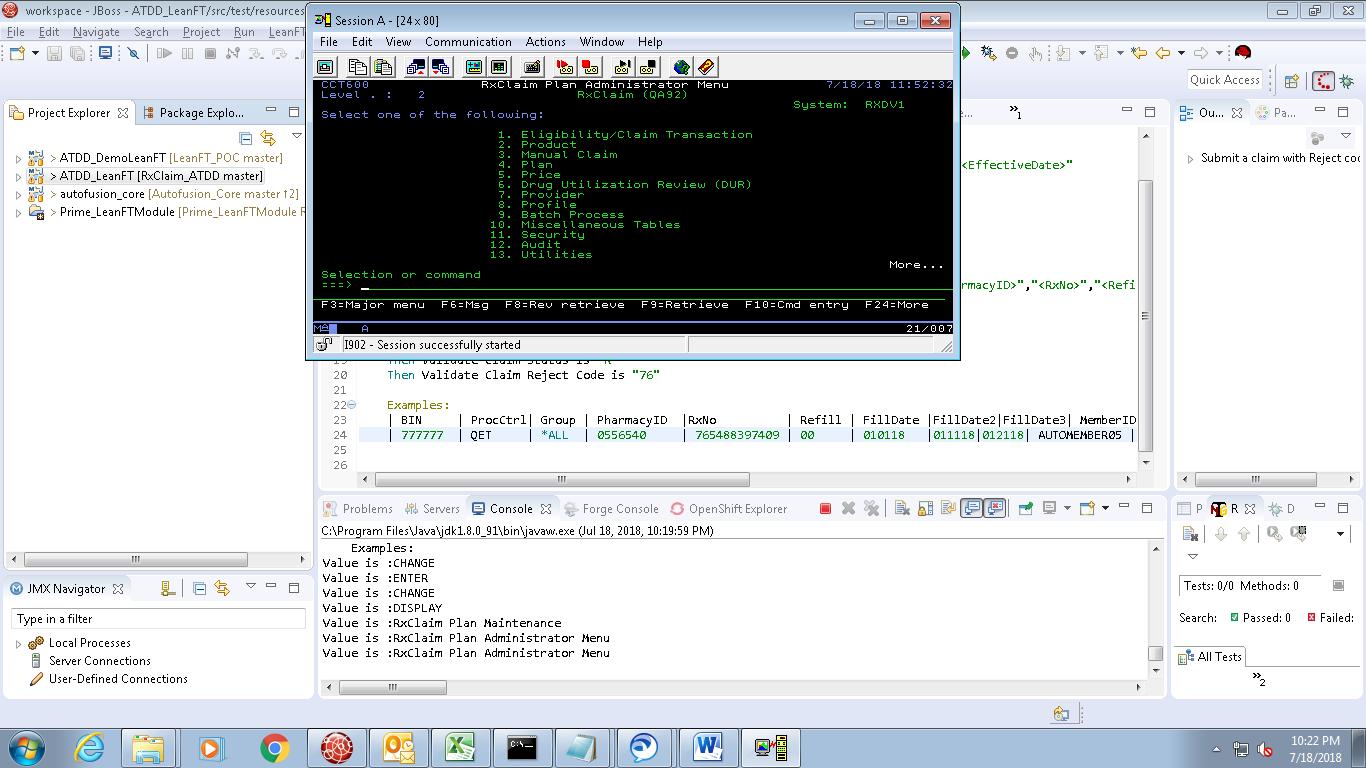 workspace - JBoss - ATDD_LeanFT/src/test/resources
File Edit Navigate Search Project Run LeanFT
Quick Access
Project Explorer Package Explo...
> ATDD_DemoLeanFT [LeanFT_POC master]
> ATDD_LeanFT [RxClaim_ATDD master]
> autofusion_core [Autofusion_Core master ↑2]
> Prime_LeanFTModule [Prime_LeanFTModule R
Session A - [24 x 80]
File Edit View Communication Actions Window Help
CCT600 RxClaim Plan Administrator Menu 7/18/18 11:52:32
Level . : 2 RxClaim (QA92)
System: RXDV1
Select one of the following:
1. Eligibility/Claim Transaction
2. Product
3. Manual Claim
4. Plan
5. Price
6. Drug Utilization Review (DUR)
7. Provider
8. Profile
9. Batch Process
10. Miscellaneous Tables
11. Security
12. Audit
13. Utilities
More...
Selection or command
===>
F3=Major menu F6=Msg F8=Rev retrieve F9=Retrieve F10=Cmd entry F24=More
MA A 21/007
I902 - Session successfully started
e... »1
<EffectiveDate>"
rmacyID>","<RxNo>","<Refi
20 Then Validate Claim Reject Code is "76"
21
22 Examples:
23 | BIN | ProcCtrl| Group | PharmacyID |RxNo | Refill | FillDate |FillDate2|FillDate3| MemberID
24 | 777777 | QET | *ALL | 0556540 | 765488397409 | 00 | 010118 |011118|012118| AUTOMEMBER05 |
25
26
Ou... Pa...
Submit a claim with Reject co
Problems Servers Console Forge Console OpenShift Explorer
C:\Program Files\Java\jdk1.8.0_91\bin\javaw.exe (Jul 18, 2018, 10:19:59 PM)
Examples:
Value is :CHANGE
Value is :ENTER
Value is :CHANGE
Value is :DISPLAY
Value is :RxClaim Plan Maintenance
Value is :RxClaim Plan Administrator Menu
Value is :RxClaim Plan Administrator Menu
JMX Navigator
Type in a filter
Local Processes
Server Connections
User-Defined Connections
P R D
Tests: 0/0 Methods: 0
Search: Passed: 0 Failed:
All Tests
»2
10:22 PM
7/18/2018